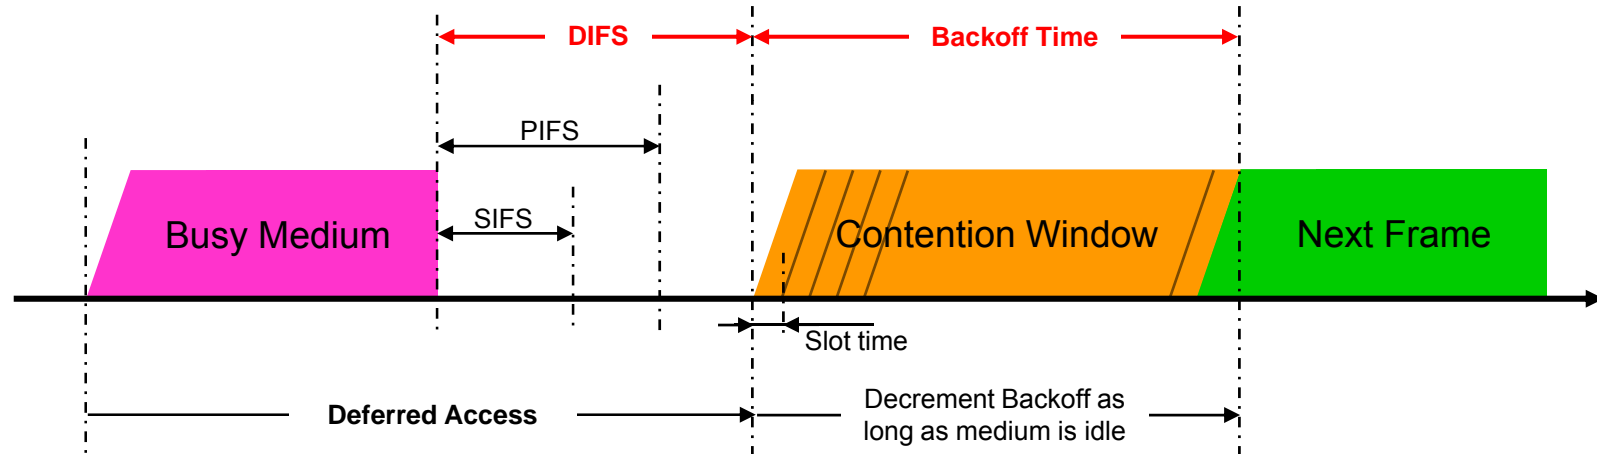 DIFS
Backoff Time
PIFS
SIFS
Busy Medium
Contention Window
Next Frame
Slot time
Deferred Access
Decrement Backoff as
long as medium is idle